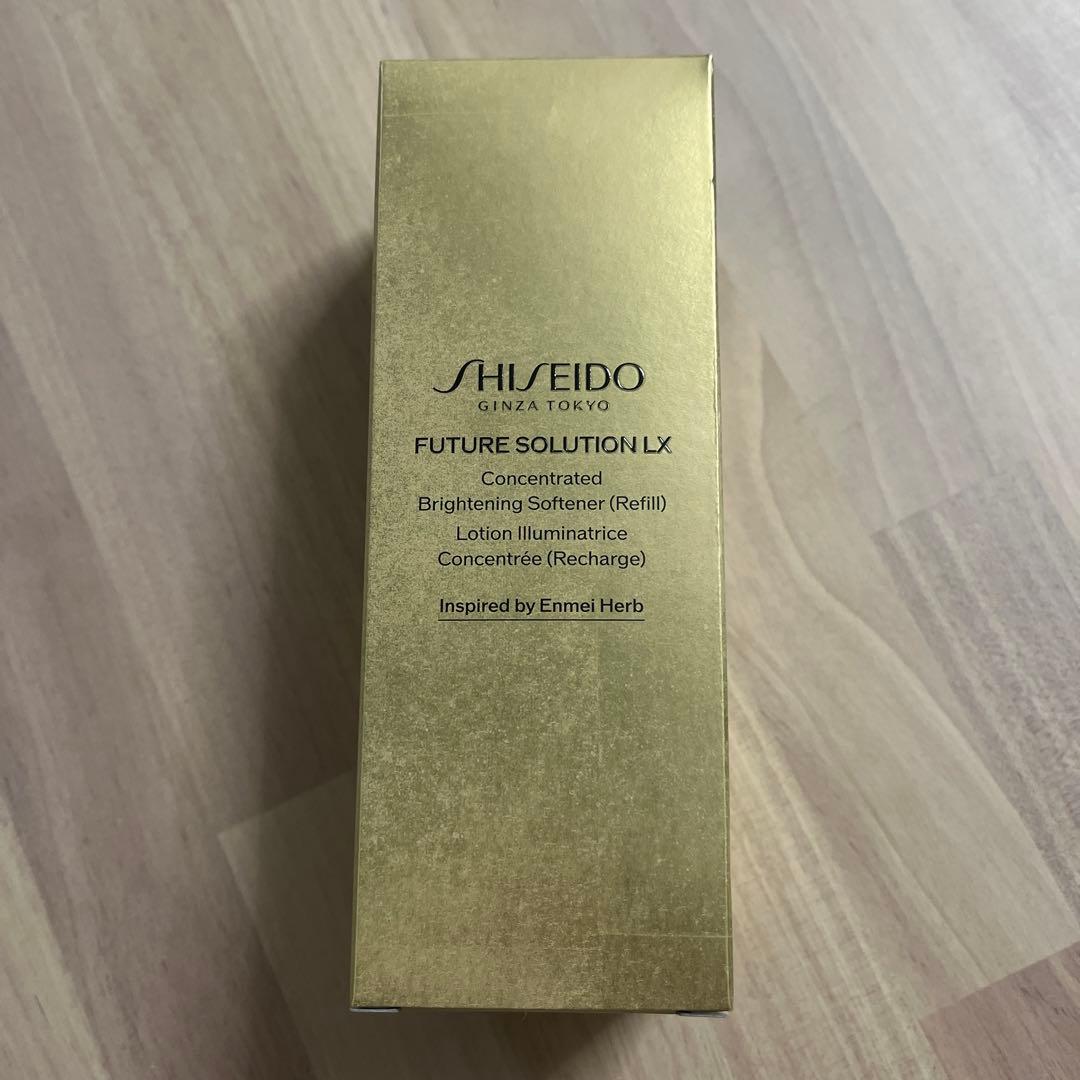 SHISEIDO
GINZA TOKYO
FUTURE SOLUTION LX
Concentrated
Brightening Softener (Refill)
Lotion Illuminatrice
Concentrée (Recharge)
Inspired by Enmei Herb